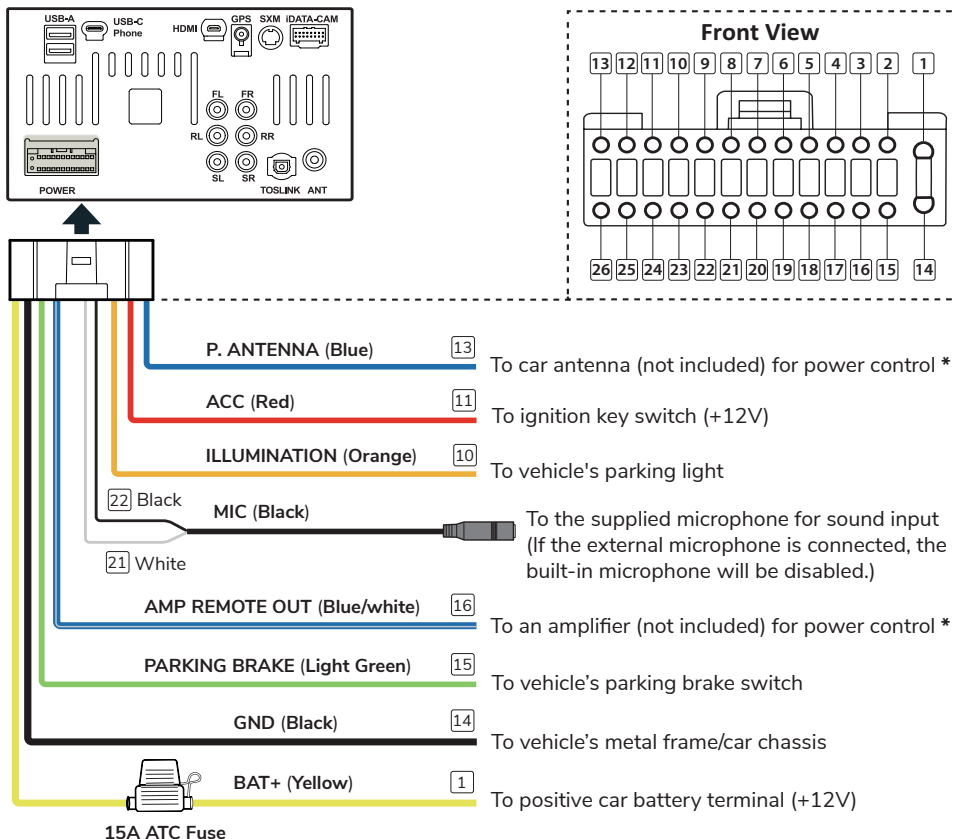 USB-A
USB-C
Phone
HDMI
GPS
SXM
iDATA-CAM
FL
FR
RL
RR
SL
SR
POWER
TOSLINK
ANT
Front View
13 12 11 10 9 8 7 6 5 4 3 2 1
26 25 24 23 22 21 20 19 18 17 16 15 14
P. ANTENNA (Blue)
13
To car antenna (not included) for power control *
ACC (Red)
11
To ignition key switch (+12V)
ILLUMINATION (Orange)
10
To vehicle's parking light
22 Black
MIC (Black)
21 White
To the supplied microphone for sound input
(If the external microphone is connected, the
built-in microphone will be disabled.)
AMP REMOTE OUT (Blue/white)
16
To an amplifier (not included) for power control *
PARKING BRAKE (Light Green)
15
To vehicle’s parking brake switch
GND (Black)
14
To vehicle’s metal frame/car chassis
BAT+ (Yellow)
1
To positive car battery terminal (+12V)
15A ATC Fuse